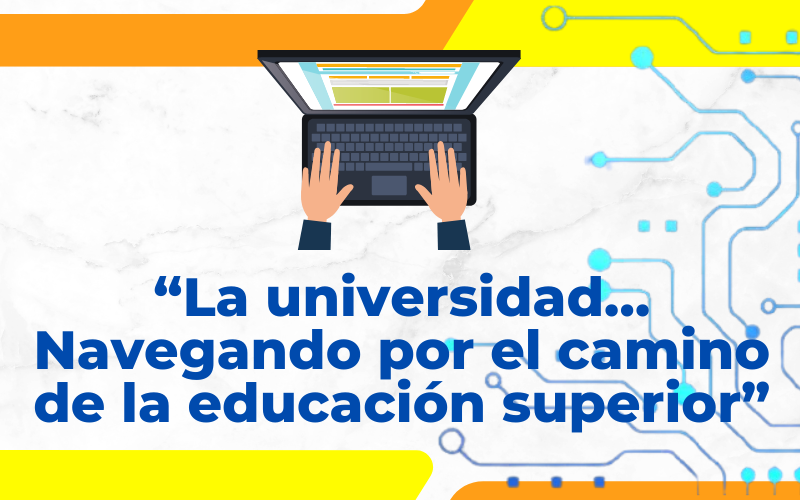 “La universidad...
Navegando por el camino
de la educación superior”